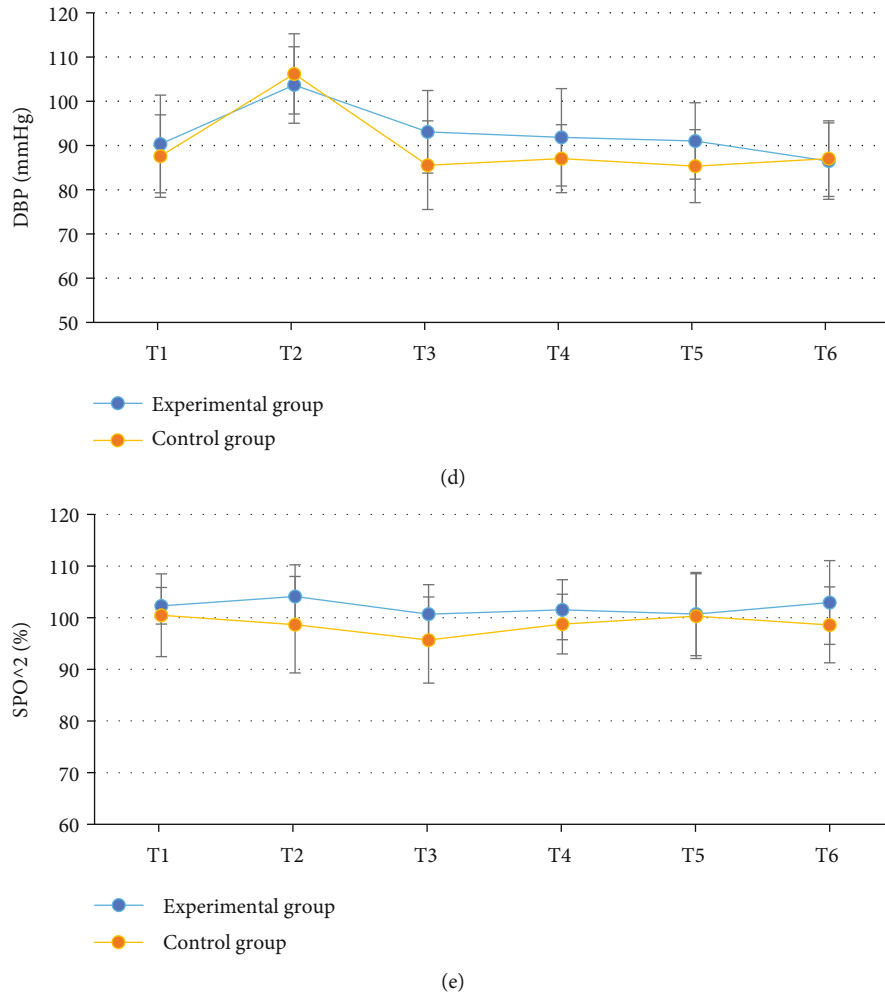 120
110
100
90
80
70
60
50
DBP (mmHg)
T1 T2 T3 T4 T5 T6
Experimental group
Control group
(d)
120
110
100
90
80
70
60
SPO^2 (%)
T1 T2 T3 T4 T5 T6
Experimental group
Control group
(e)